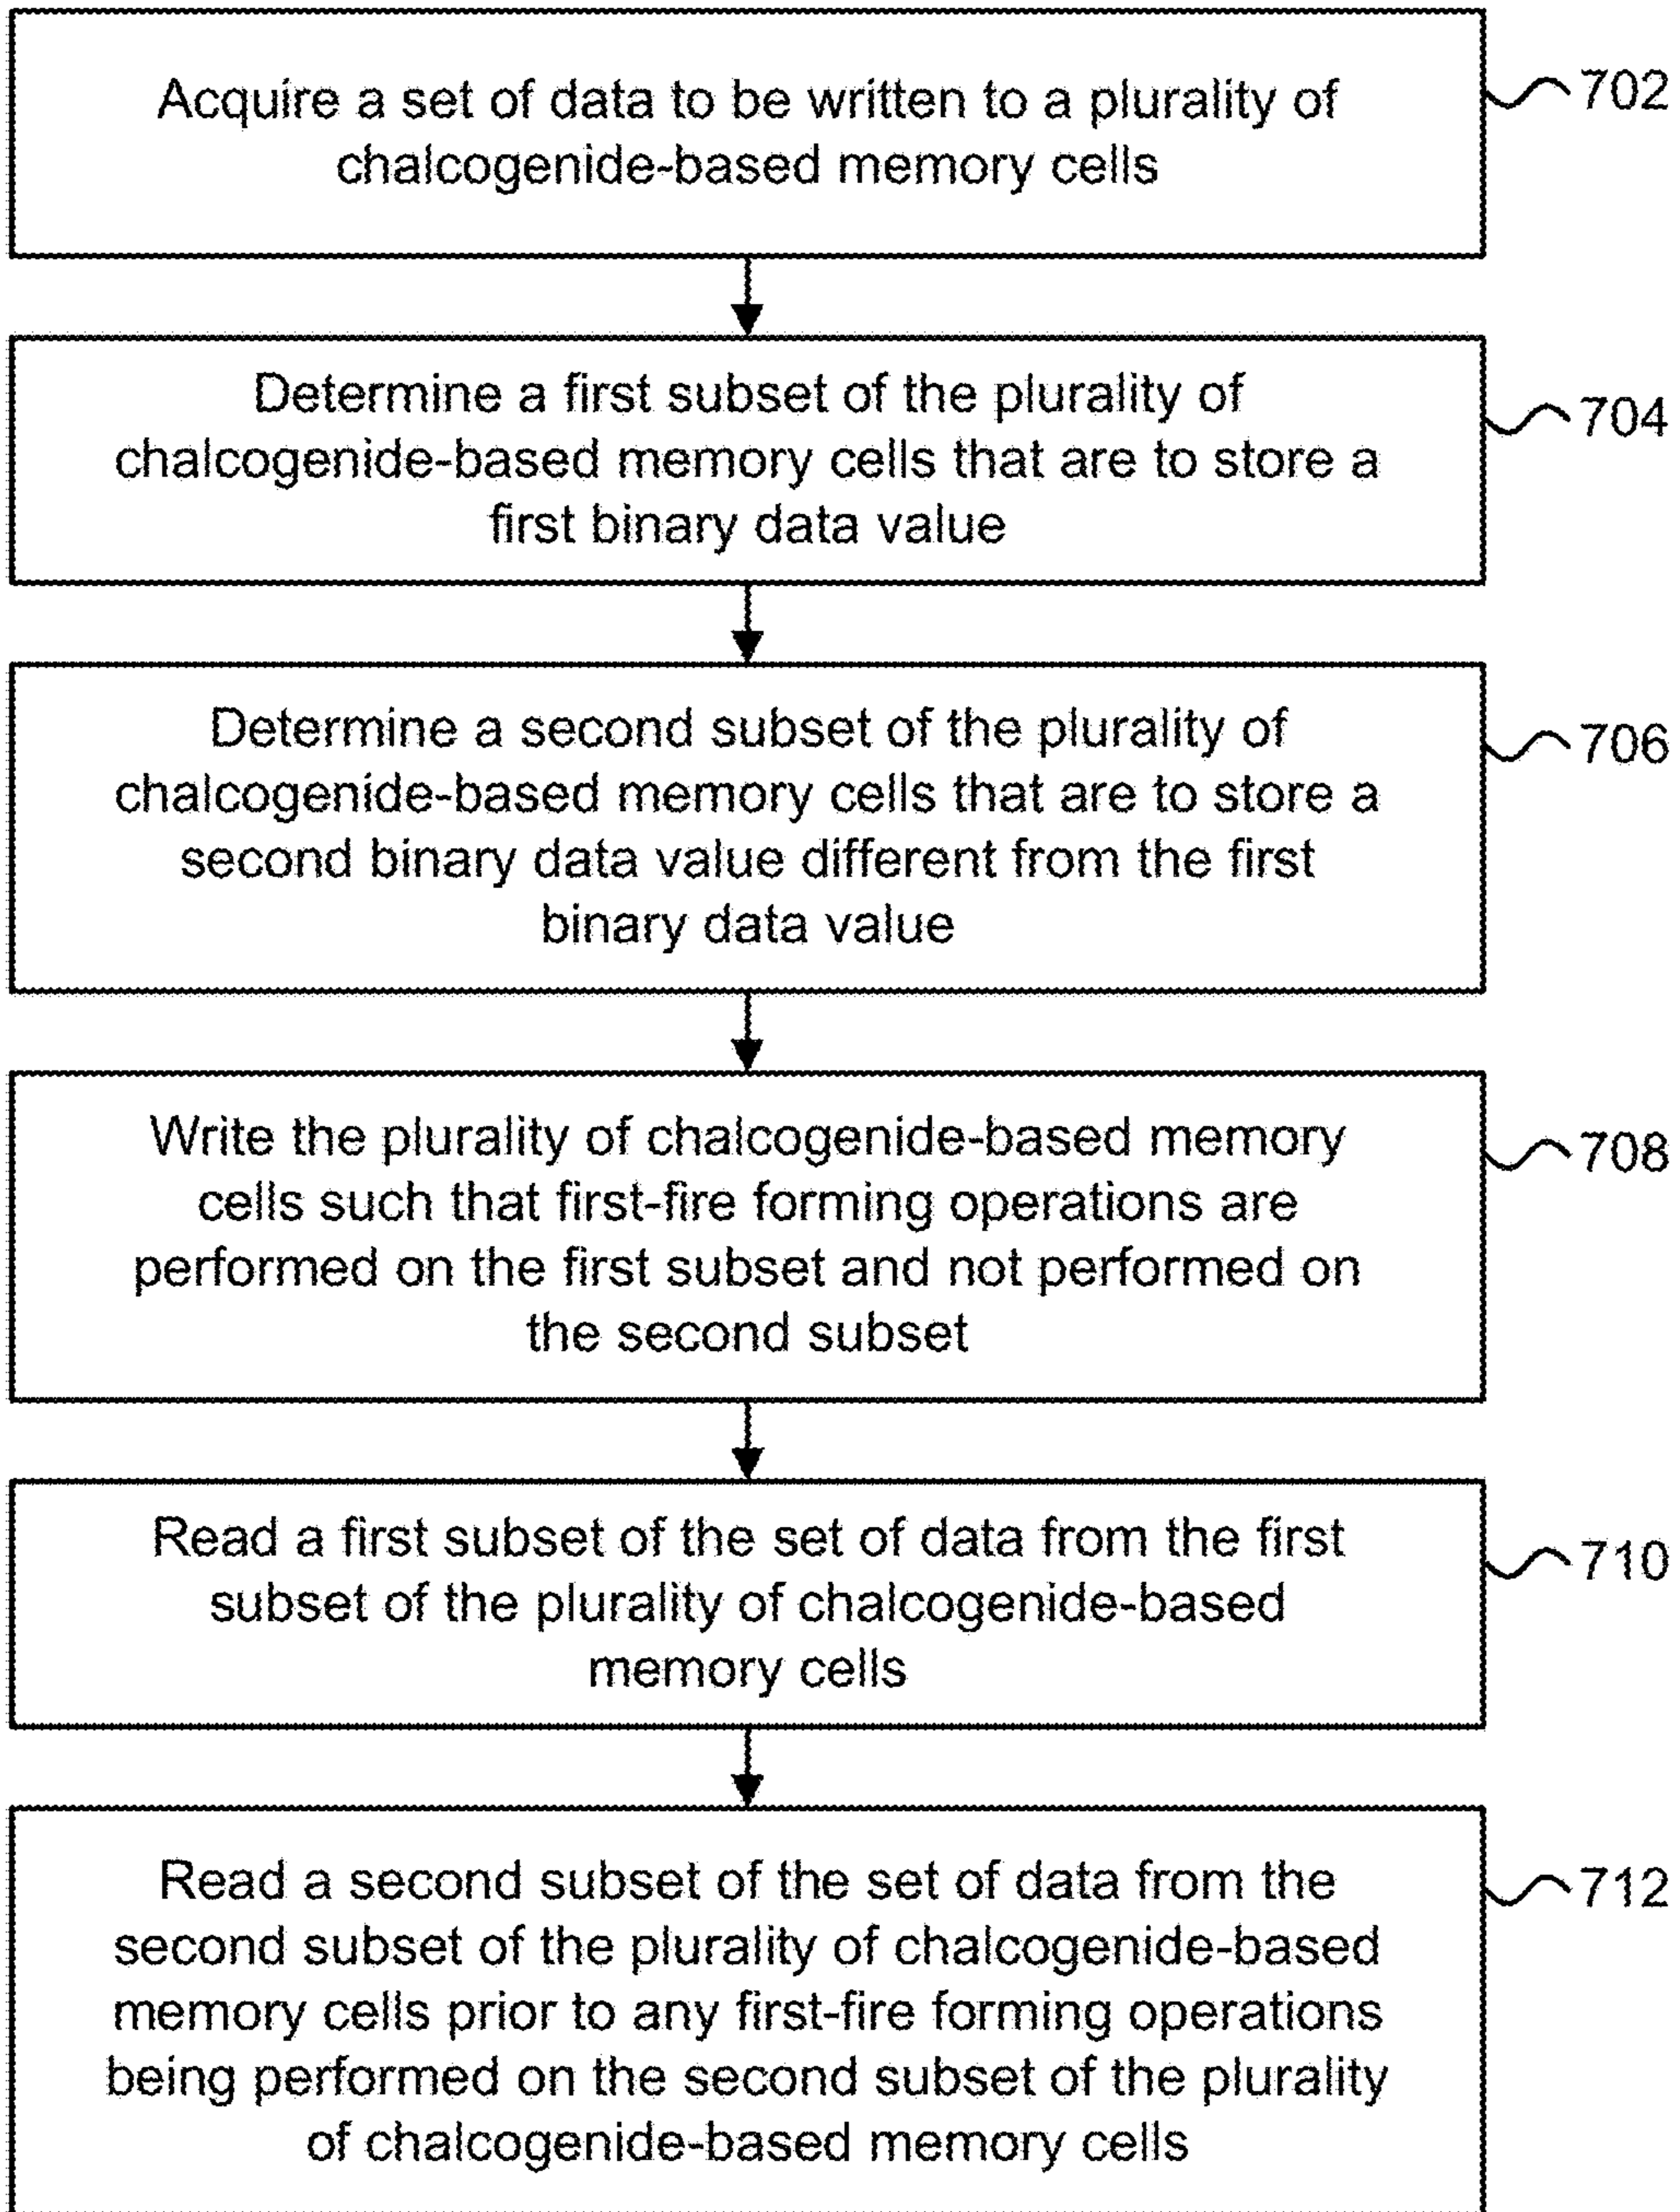 Acquire a set of data to be written to a plurality of
chalcogenide-based memory cells
702
Determine a first subset of the plurality of
chalcogenide-based memory cells that are to store a
first binary data value
704
Determine a second subset of the plurality of
chalcogenide-based memory cells that are to store a
second binary data value different from the first
binary data value
706
Write the plurality of chalcogenide-based memory
cells such that first-fire forming operations are
performed on the first subset and not performed on
the second subset
708
Read a first subset of the set of data from the first
subset of the plurality of chalcogenide-based
memory cells
710
Read a second subset of the set of data from the
second subset of the plurality of chalcogenide-based
memory cells prior to any first-fire forming operations
being performed on the second subset of the plurality
of chalcogenide-based memory cells
712